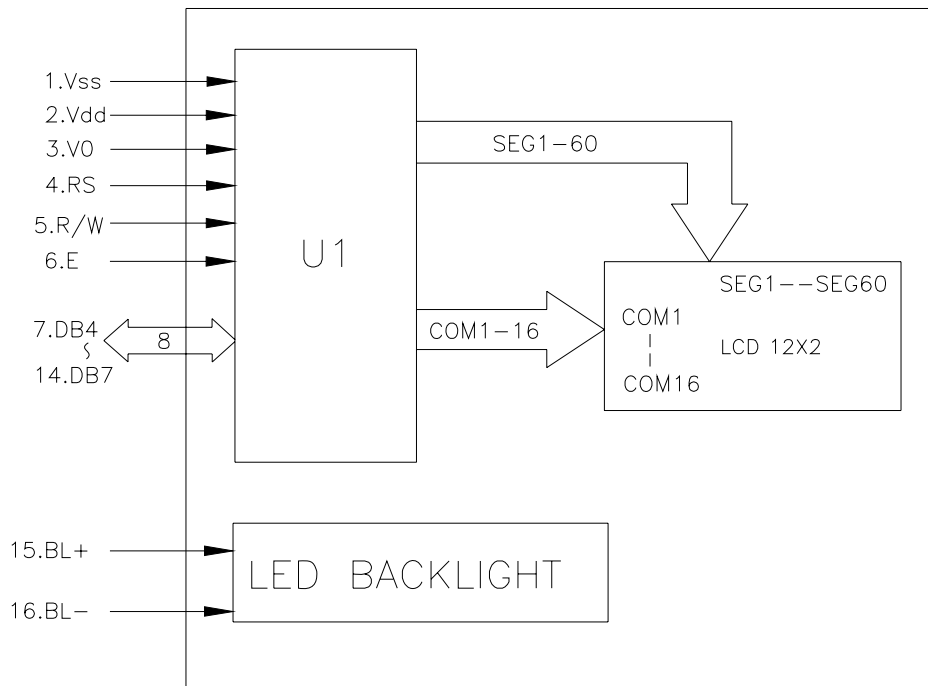 1.Vss
2.Vdd
3.V0
4.RS
5.R/W
6.E
7.DB4
~
14.DB7
8
U1
SEG1-60
COM1-16
SEG1--SEG60
COM1
LCD 12X2
COM16
15.BL+
16.BL-
LED BACKLIGHT